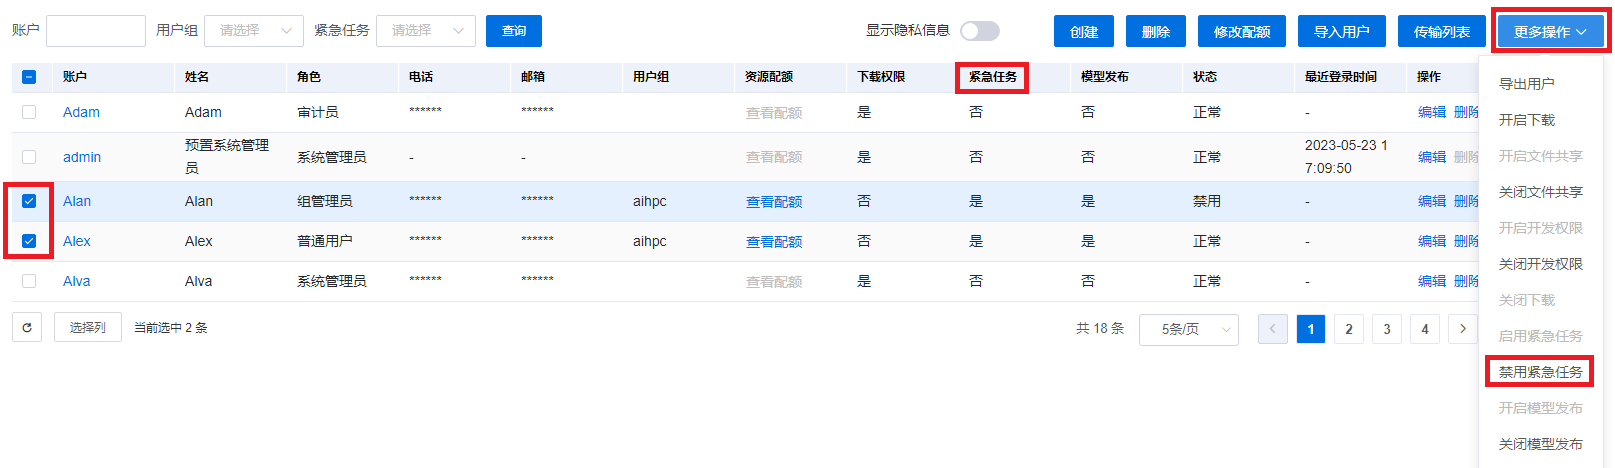 账户 用户组 请选择 紧急任务 请选择 查询 显示隐私信息 创建 删除 修改配额 导入用户 传输列表 更多操作
账户 姓名 角色 电话 邮箱 用户组 资源配额 下载权限 紧急任务 模型发布 状态 最近登录时间 操作
Adam Adam 审计员 ****** ****** 查看配额 是 否 否 正常 - 编辑 删除
admin 预置系统管理员 系统管理员 - - 查看配额 是 否 否 正常 2023-05-23 17:09:50 编辑 删除
Alan Alan 组管理员 ****** ****** aihpc 查看配额 否 是 是 禁用 - 编辑 删除
Alex Alex 普通用户 ****** ****** aihpc 查看配额 否 是 是 正常 - 编辑 删除
Alva Alva 系统管理员 ****** ****** 查看配额 是 否 否 正常 - 编辑 删除
选择列 当前选中 2 条 共 18 条 5条/页 1 2 3 4
导出用户
开启下载
开启文件共享
关闭文件共享
开启开发权限
关闭开发权限
关闭下载
启用紧急任务
禁用紧急任务
开启模型发布
关闭模型发布